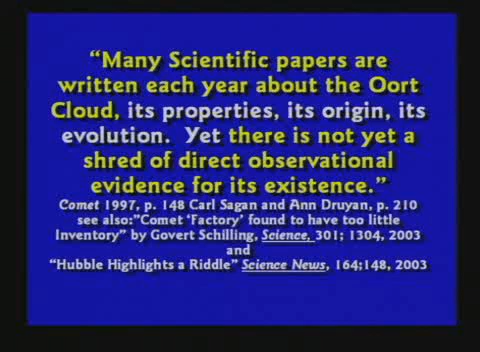 “Many Scientific papers are
written each year about the Oort
Cloud, its properties, its origin, its
evolution.  Yet there is not yet a
shred of direct observational
evidence for its existence.”
Comet 1997, p. 148 Carl Sagan and Ann Druyan, p. 210
see also:”Comet ‘Factory’ found to have too little
Inventory” by Govert Schilling, Science, 301; 1304, 2003
and
“Hubble Highlights a Riddle” Science News, 164;148, 2003